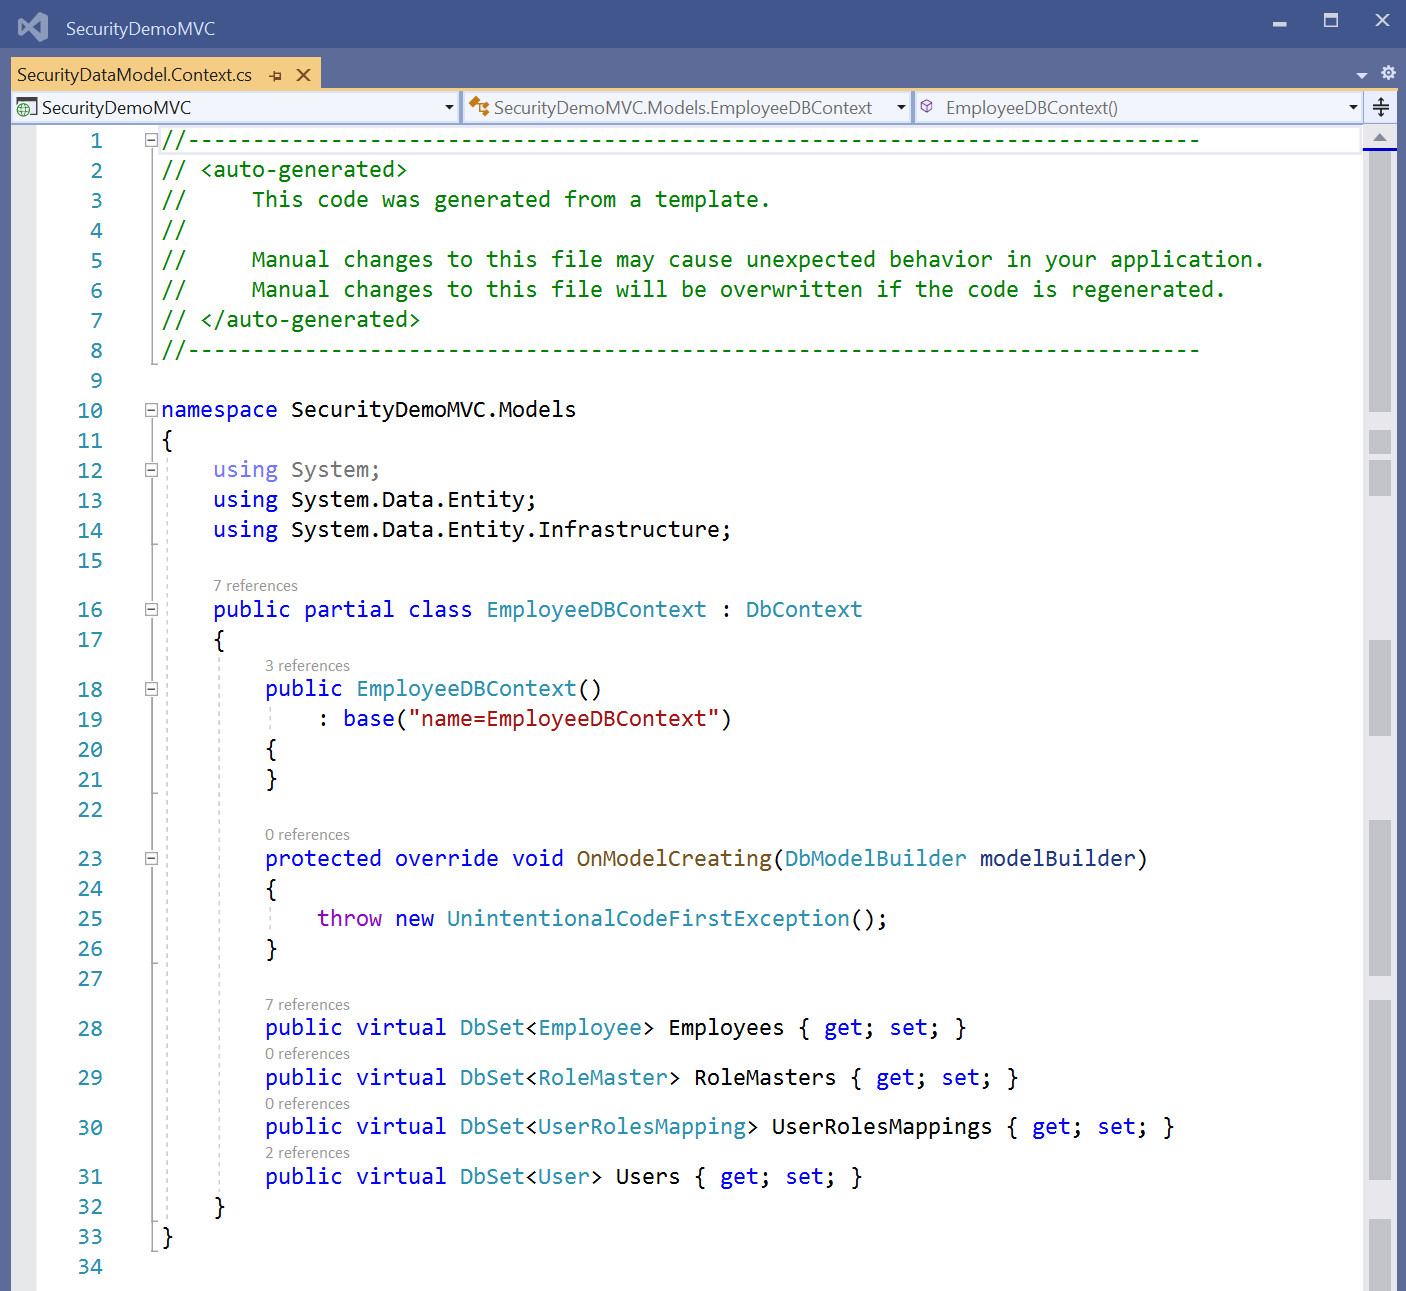 SecurityDemoMVC
SecurityDataModel.Context.cs
SecurityDemoMVC SecurityDemoMVC.Models.EmployeeDBContext EmployeeDBContext()
1 //------------------------------------------------------------------------------
2 // <auto-generated>
3 //     This code was generated from a template.
4 //
5 //     Manual changes to this file may cause unexpected behavior in your application.
6 //     Manual changes to this file will be overwritten if the code is regenerated.
7 // </auto-generated>
8 //------------------------------------------------------------------------------
9
10 namespace SecurityDemoMVC.Models
11 {
12     using System;
13     using System.Data.Entity;
14     using System.Data.Entity.Infrastructure;
15
7 references
16     public partial class EmployeeDBContext : DbContext
17     {
3 references
18         public EmployeeDBContext()
19             : base("name=EmployeeDBContext")
20         {
21         }
22
0 references
23         protected override void OnModelCreating(DbModelBuilder modelBuilder)
24         {
25             throw new UnintentionalCodeFirstException();
26         }
27
7 references
28         public virtual DbSet<Employee> Employees { get; set; }
0 references
29         public virtual DbSet<RoleMaster> RoleMasters { get; set; }
0 references
30         public virtual DbSet<UserRolesMapping> UserRolesMappings { get; set; }
2 references
31         public virtual DbSet<User> Users { get; set; }
32     }
33 }
34